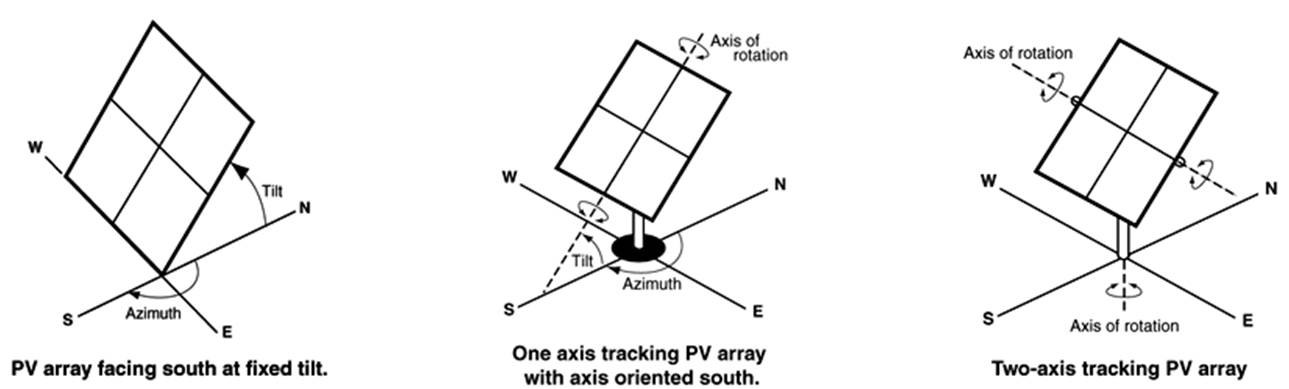 W
Tilt
N
Azimuth
S
E
PV array facing south at fixed tilt.
Axis of
rotation
W
N
Tilt
Azimuth
S
E
One axis tracking PV array
with axis oriented south.
Axis of rotation
W
N
S
E
Axis of rotation
Two-axis tracking PV array